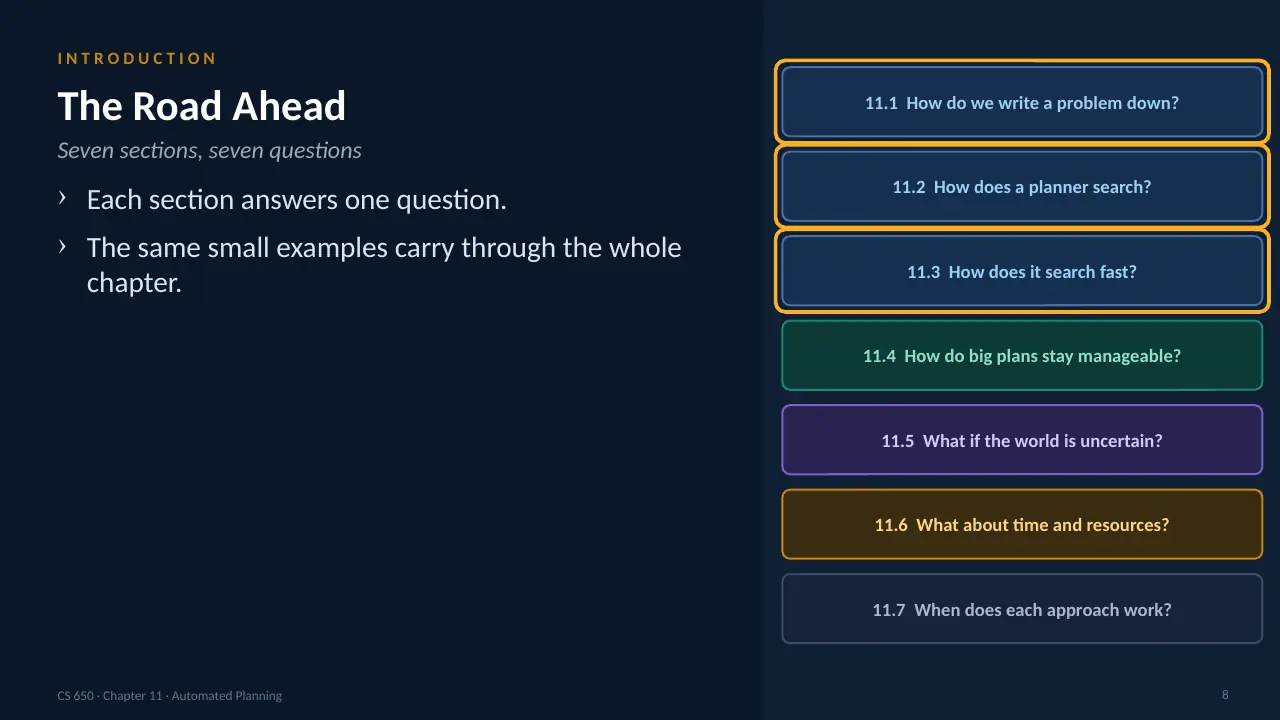 INTRODUCTION
The Road Ahead
Seven sections, seven questions
› Each section answers one question.
› The same small examples carry through the whole
chapter.
11.1 How do we write a problem down?
11.2 How does a planner search?
11.3 How does it search fast?
11.4 How do big plans stay manageable?
11.5 What if the world is uncertain?
11.6 What about time and resources?
11.7 When does each approach work?
CS 650 · Chapter 11 · Automated Planning
8